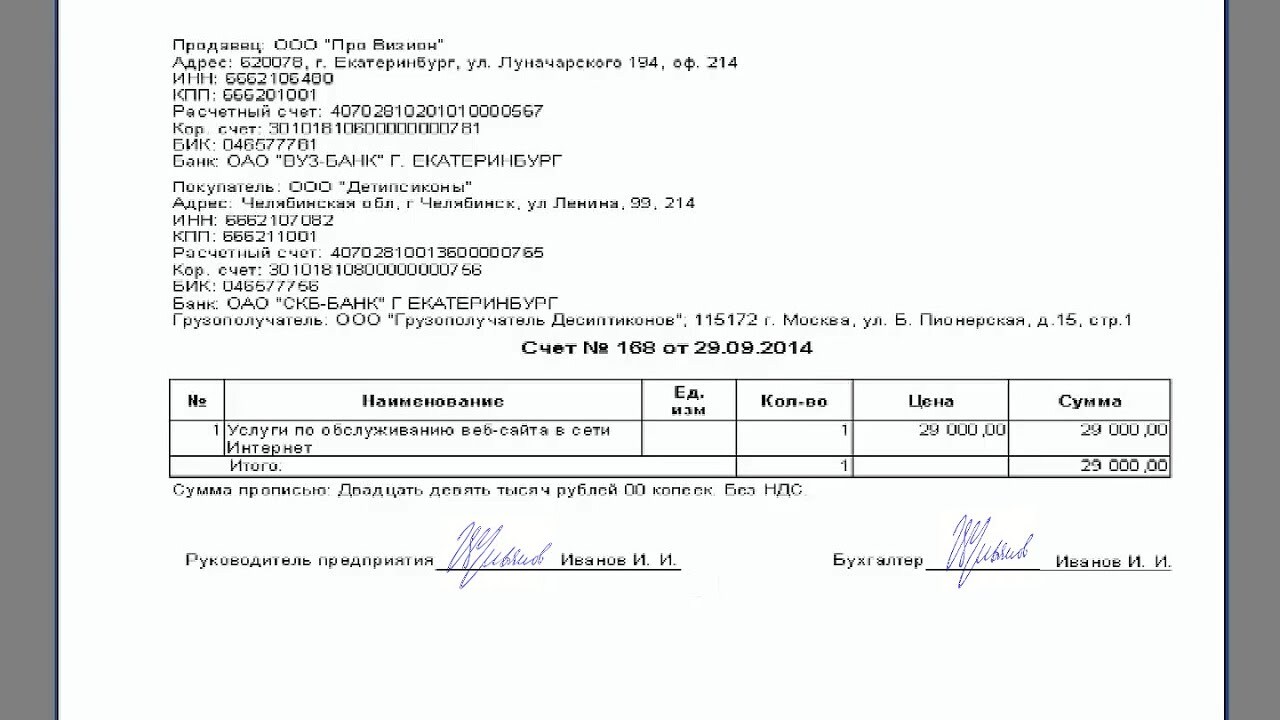 Продавец: ООО "Про Визион"
Адрес: 620078, г. Екатеринбург, ул. Луначарского 194, оф. 214
ИНН: 6662106480
КПП: 666201001
Расчетный счет: 40702810201010000567
Кор. счет: 30101810600000000781
БИК: 046577781
Банк: ОАО "ВУЗ-БАНК" Г. ЕКАТЕРИНБУРГ
Покупатель: ООО "Детипсиконы"
Адрес: Челябинская обл, г Челябинск, ул Ленина, 99, 214
ИНН: 6662107082
КПП: 666211001
Расчетный счет: 40702810013600000765
Кор. счет: 30101810800000000756
БИК: 046577756
Банк: ОАО "СКБ-БАНК" Г ЕКАТЕРИНБУРГ
Грузополучатель: ООО "Грузополучатель Десиптиконов", 115172 г. Москва, ул. Б. Пионерская, д.15, стр.1
Счет № 168 от 29.09.2014
№ Наименование Ед. изм Кол-во Цена Сумма
1 Услуги по обслуживанию веб-сайта в сети 1 29 000,00 29 000,00
Интернет
Итого: 1 29 000,00
Сумма прописью: Двадцать девять тысяч рублей 00 копеек. Без НДС.
Руководитель предприятия Иванов И. И. Бухгалтер Иванов И. И.